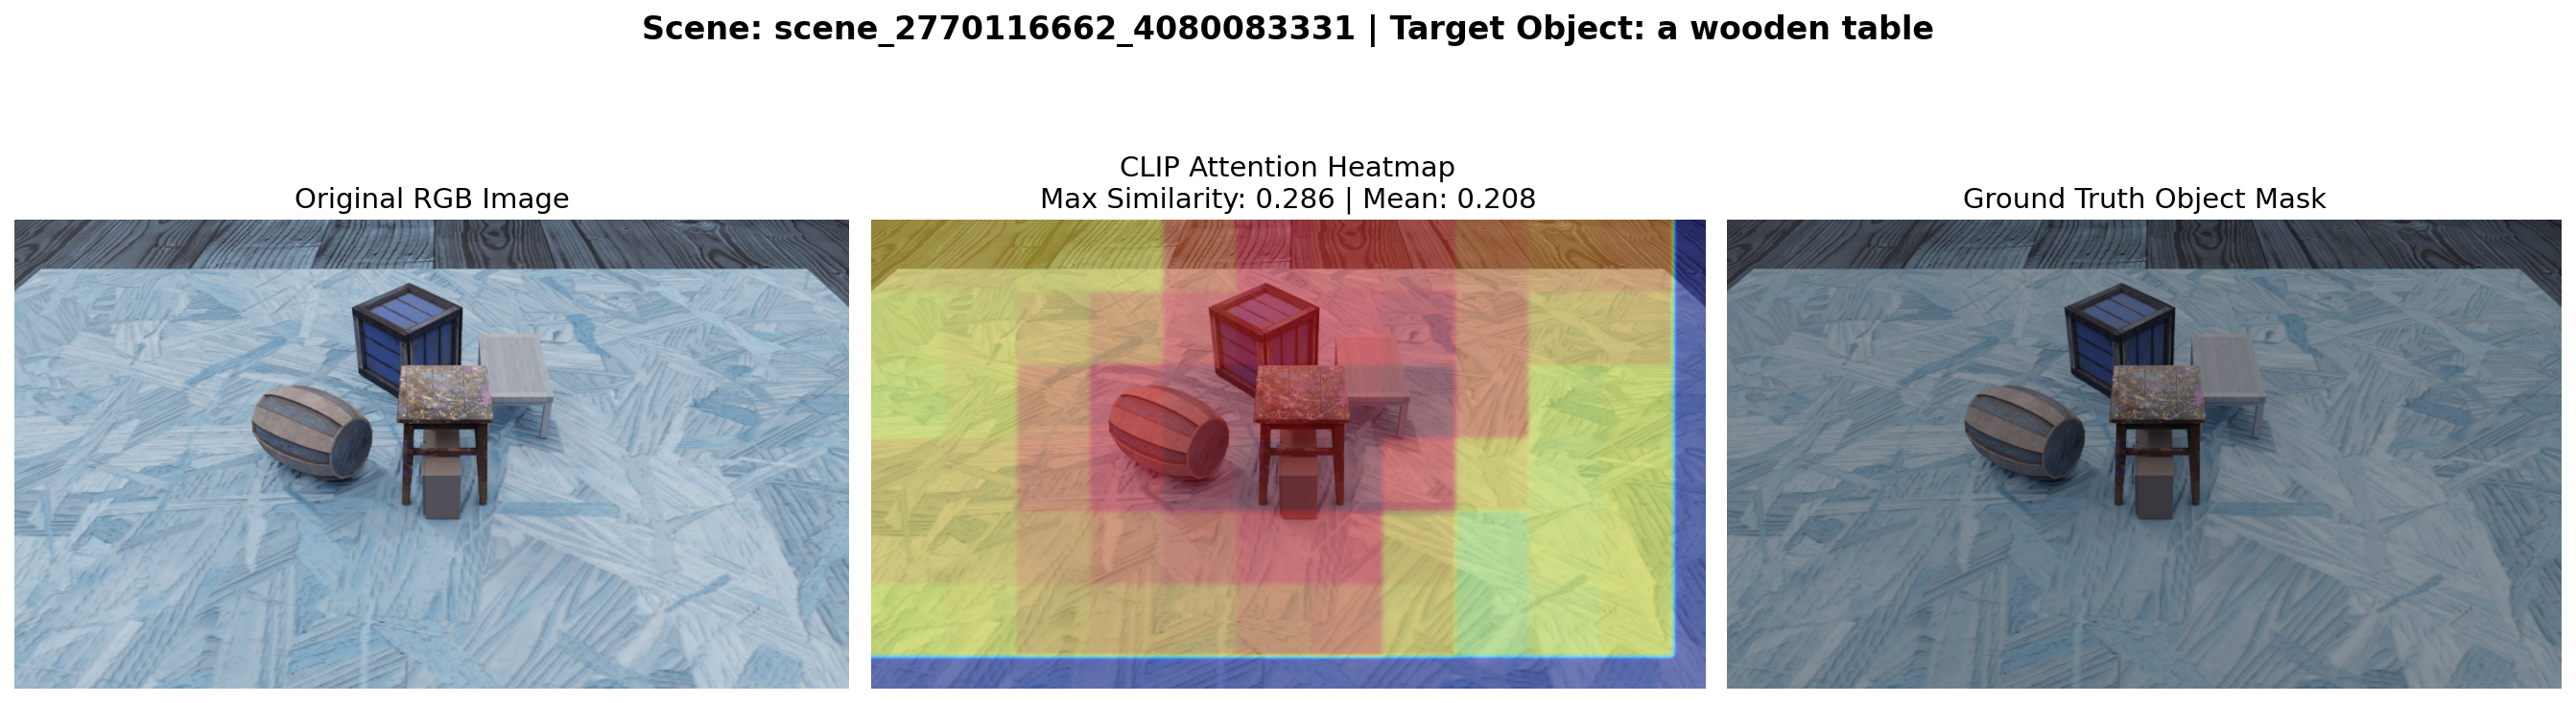 Scene: scene_2770116662_4080083331 | Target Object: a wooden table
Original RGB Image
CLIP Attention Heatmap
Max Similarity: 0.286 | Mean: 0.208
Ground Truth Object Mask